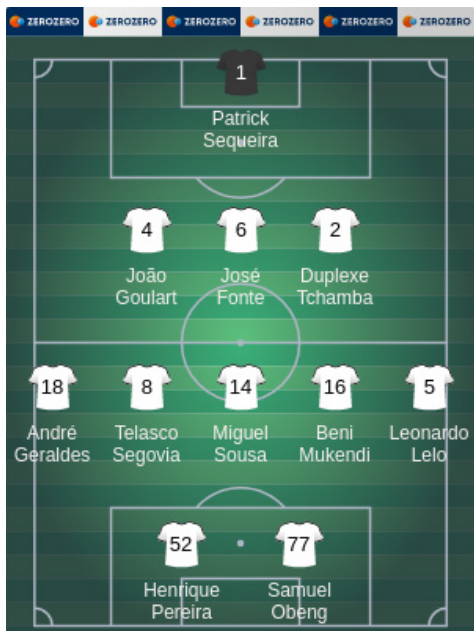 ZEROZERO ZEROZERO ZEROZERO ZEROZERO ZEROZERO ZEROZERO
1
Patrick
Sequeira
4 6 2
João José Duplexe
Goulart Fonte Tchamba
18 8 14 16 5
André Telasco Miguel Beni Leonardo
Geraldes Segovia Sousa Mukendi Lelo
52 77
Henrique Samuel
Pereira Obeng